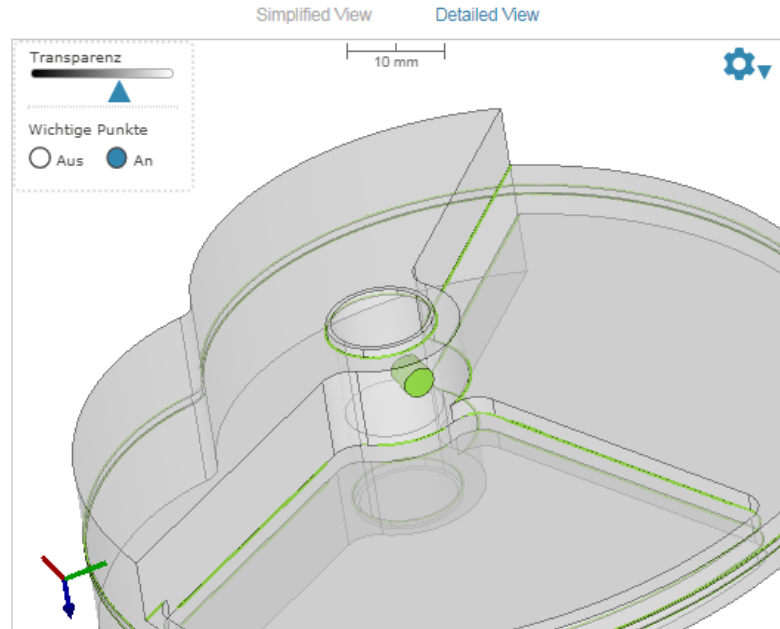 Simplified View
Detailed View
Transparenz
10 mm
Wichtige Punkte
Aus
An